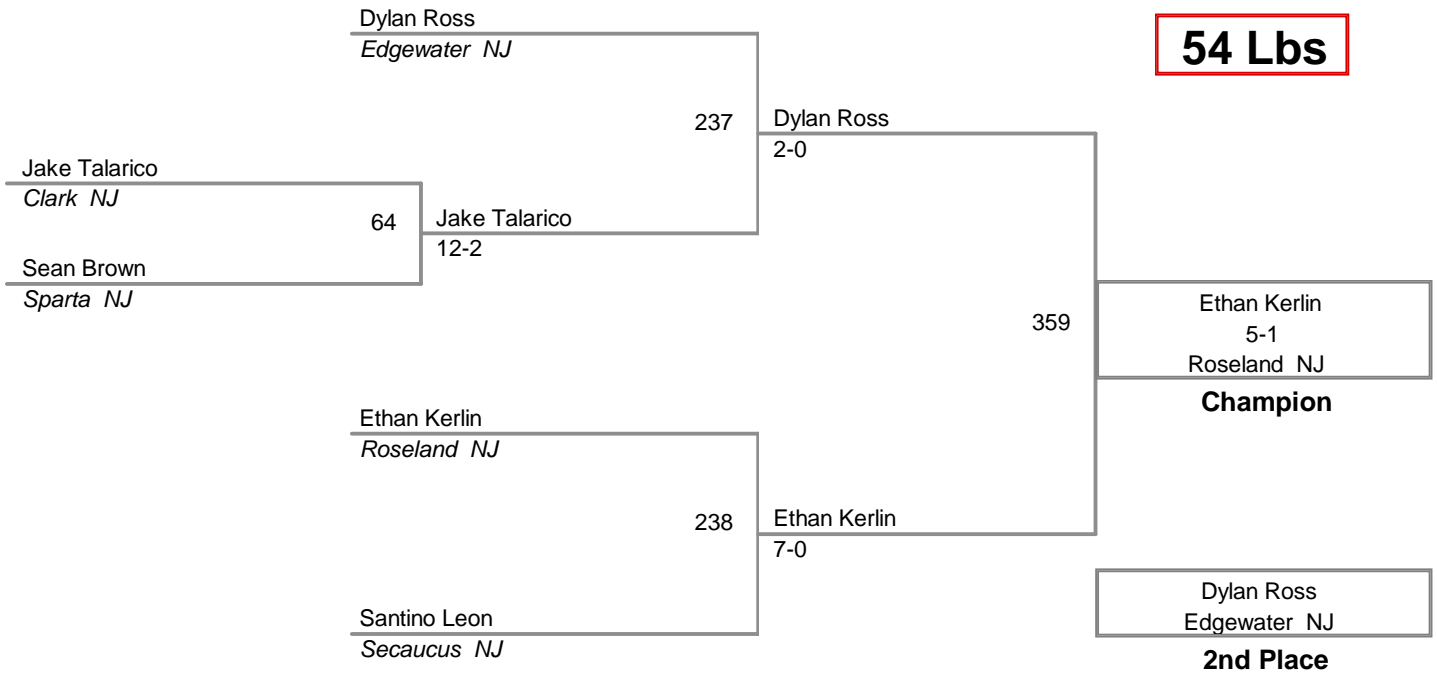 Dylan Ross
Edgewater NJ
54 Lbs
237
Dylan Ross
2-0
Jake Talarico
Clark NJ
64
Jake Talarico
12-2
Sean Brown
Sparta NJ
359
Ethan Kerlin
5-1
Roseland NJ
Champion
Ethan Kerlin
Roseland NJ
238
Ethan Kerlin
7-0
Santino Leon
Secaucus NJ
Dylan Ross
Edgewater NJ
2nd Place